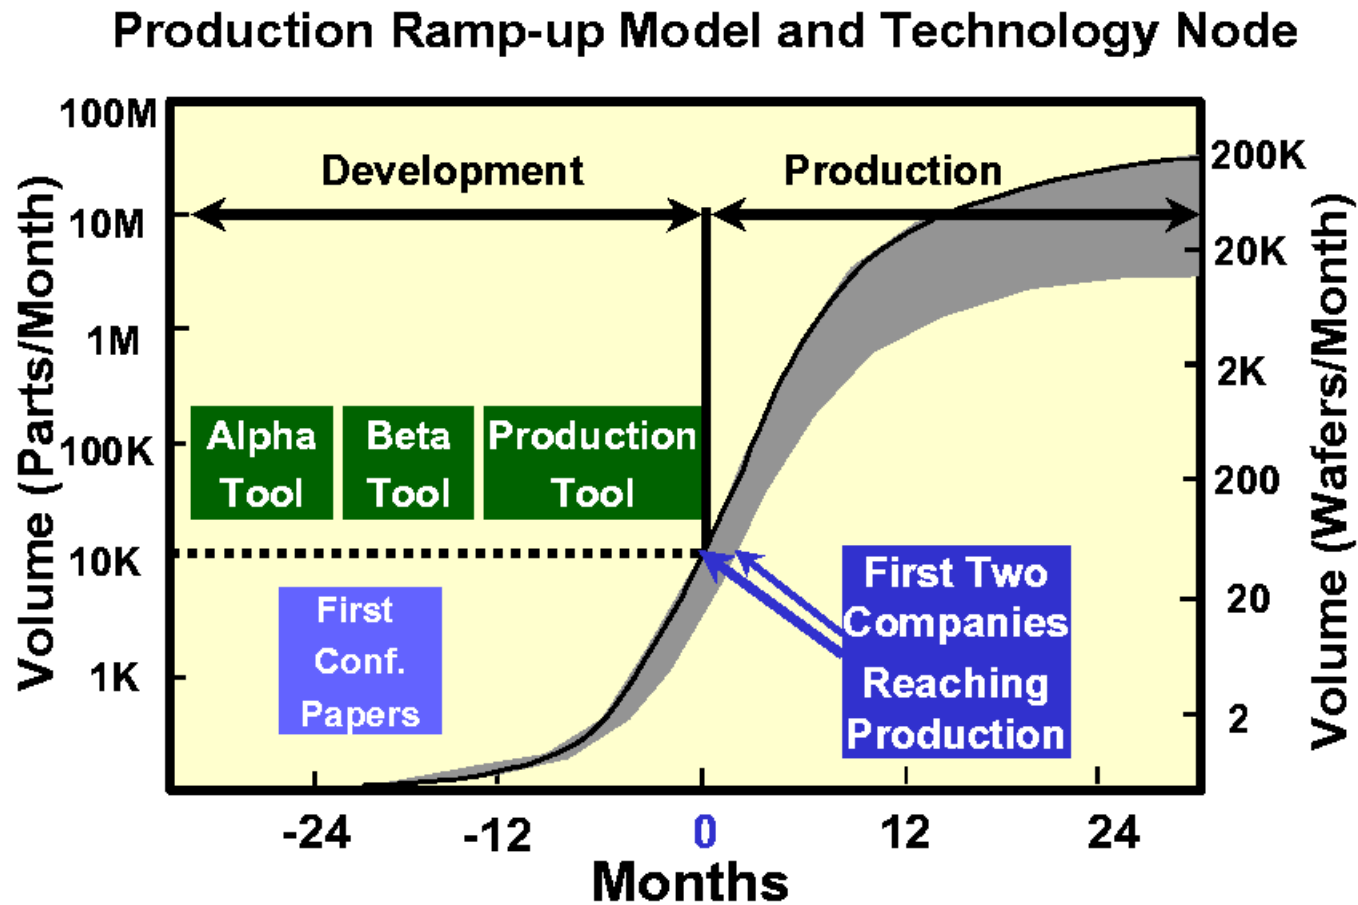 Production Ramp-up Model and Technology Node
Volume (Parts/Month)
100M
10M
1M
100K
10K
1K
Development
Production
Alpha
Tool
Beta
Tool
Production
Tool
First
Conf.
Papers
First Two
Companies
Reaching
Production
200K
20K
2K
200
20
2
Volume (Wafers/Month)
-24
-12
0
12
24
Months